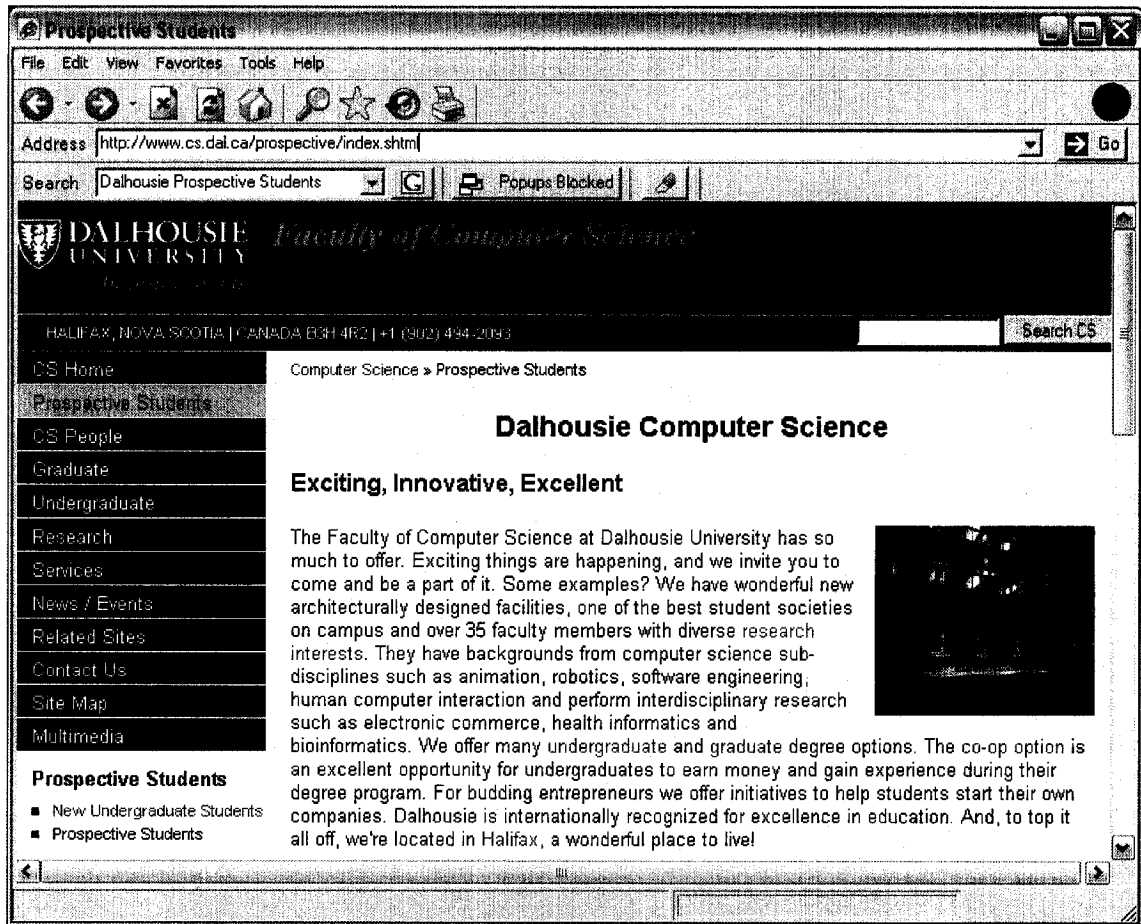 Prospective Students
File Edit View Favorites Tools Help
Address http://www.cs.dal.ca/prospective/index.shtml Go
Search Dalhousie Prospective Students G Popups Blocked
DALHOUSIE
UNIVERSITY
Faculty of Computer Science
HALIFAX, NOVA SCOTIA | CANADA B3H 4R2 | +1 (902) 494-2093
Search CS
CS Home
Prospective Students
CS People
Graduate
Undergraduate
Research
Services
News / Events
Related Sites
Contact Us
Site Map
Multimedia
Prospective Students
New Undergraduate Students
Prospective Students
Computer Science » Prospective Students
Dalhousie Computer Science
Exciting, Innovative, Excellent
The Faculty of Computer Science at Dalhousie University has so
much to offer. Exciting things are happening, and we invite you to
come and be a part of it. Some examples? We have wonderful new
architecturally designed facilities, one of the best student societies
on campus and over 35 faculty members with diverse research
interests. They have backgrounds from computer science sub-
disciplines such as animation, robotics, software engineering,
human computer interaction and perform interdisciplinary research
such as electronic commerce, health informatics and
bioinformatics. We offer many undergraduate and graduate degree options. The co-op option is
an excellent opportunity for undergraduates to earn money and gain experience during their
degree program. For budding entrepreneurs we offer initiatives to help students start their own
companies. Dalhousie is internationally recognized for excellence in education. And, to top it
all off, we're located in Halifax, a wonderful place to live!